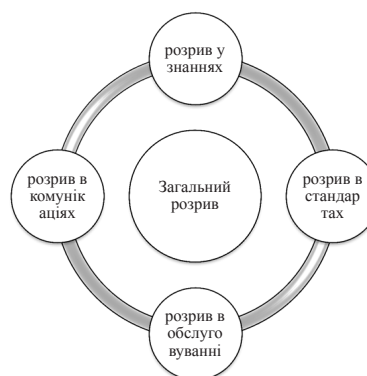 розрив у
знаннях
розрив в
комунік
аціях
Загальний
розрив
розрив в
стандар
тах
розрив в
обслуго
вуванні